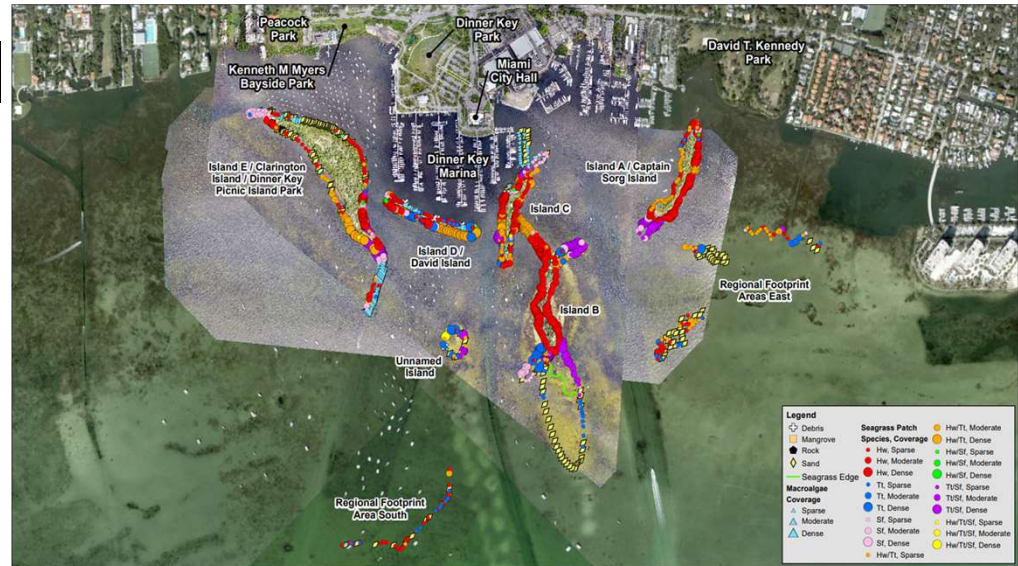 Peacock
Park
Dinner Key
Park
David T. Kennedy
Park
Kenneth M Myers
Bayside Park
Miami
City Hall
Dinner Key
Marina
Island E / Clarington
Island / Dinner Key
Picnic Island Park
Island A / Captain
Sorg Island
Island C
Island D /
David Island
Regional Footprint
Areas East
Island B
Unnamed
Island
Regional Footprint
Area South
Legend
Debris
Mangrove
Rock
Sand
Seagrass Edge
Macroalgae
Coverage
Sparse
Moderate
Dense
Seagrass Patch
Species, Coverage
Hw, Sparse
Hw, Moderate
Hw, Dense
Tt, Sparse
Tt, Moderate
Tt, Dense
Sf, Sparse
Sf, Moderate
Sf, Dense
Hw/Tt, Sparse
Hw/Tt, Moderate
Hw/Tt, Dense
Hw/Sf, Sparse
Hw/Sf, Moderate
Hw/Sf, Dense
Tt/Sf, Sparse
Tt/Sf, Moderate
Tt/Sf, Dense
Hw/Tt/Sf, Sparse
Hw/Tt/Sf, Moderate
Hw/Tt/Sf, Dense